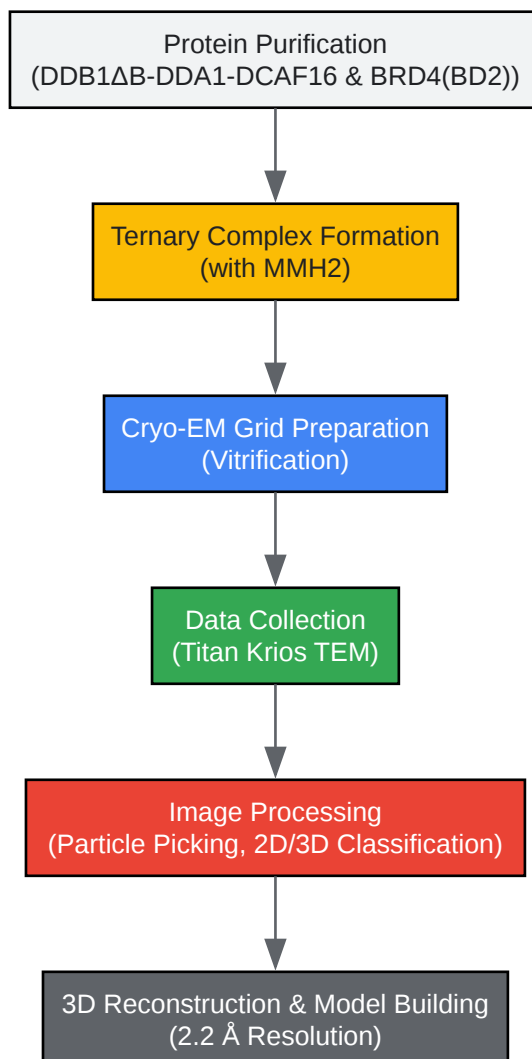 Protein Purification
(DDB1ΔB-DDA1-DCAF16 & BRD4(BD2))
Ternary Complex Formation
(with MMH2)
Cryo-EM Grid Preparation
(Vitrification)
Data Collection
(Titan Krios TEM)
Image Processing
(Particle Picking, 2D/3D Classification)
3D Reconstruction & Model Building
(2.2 Å Resolution)